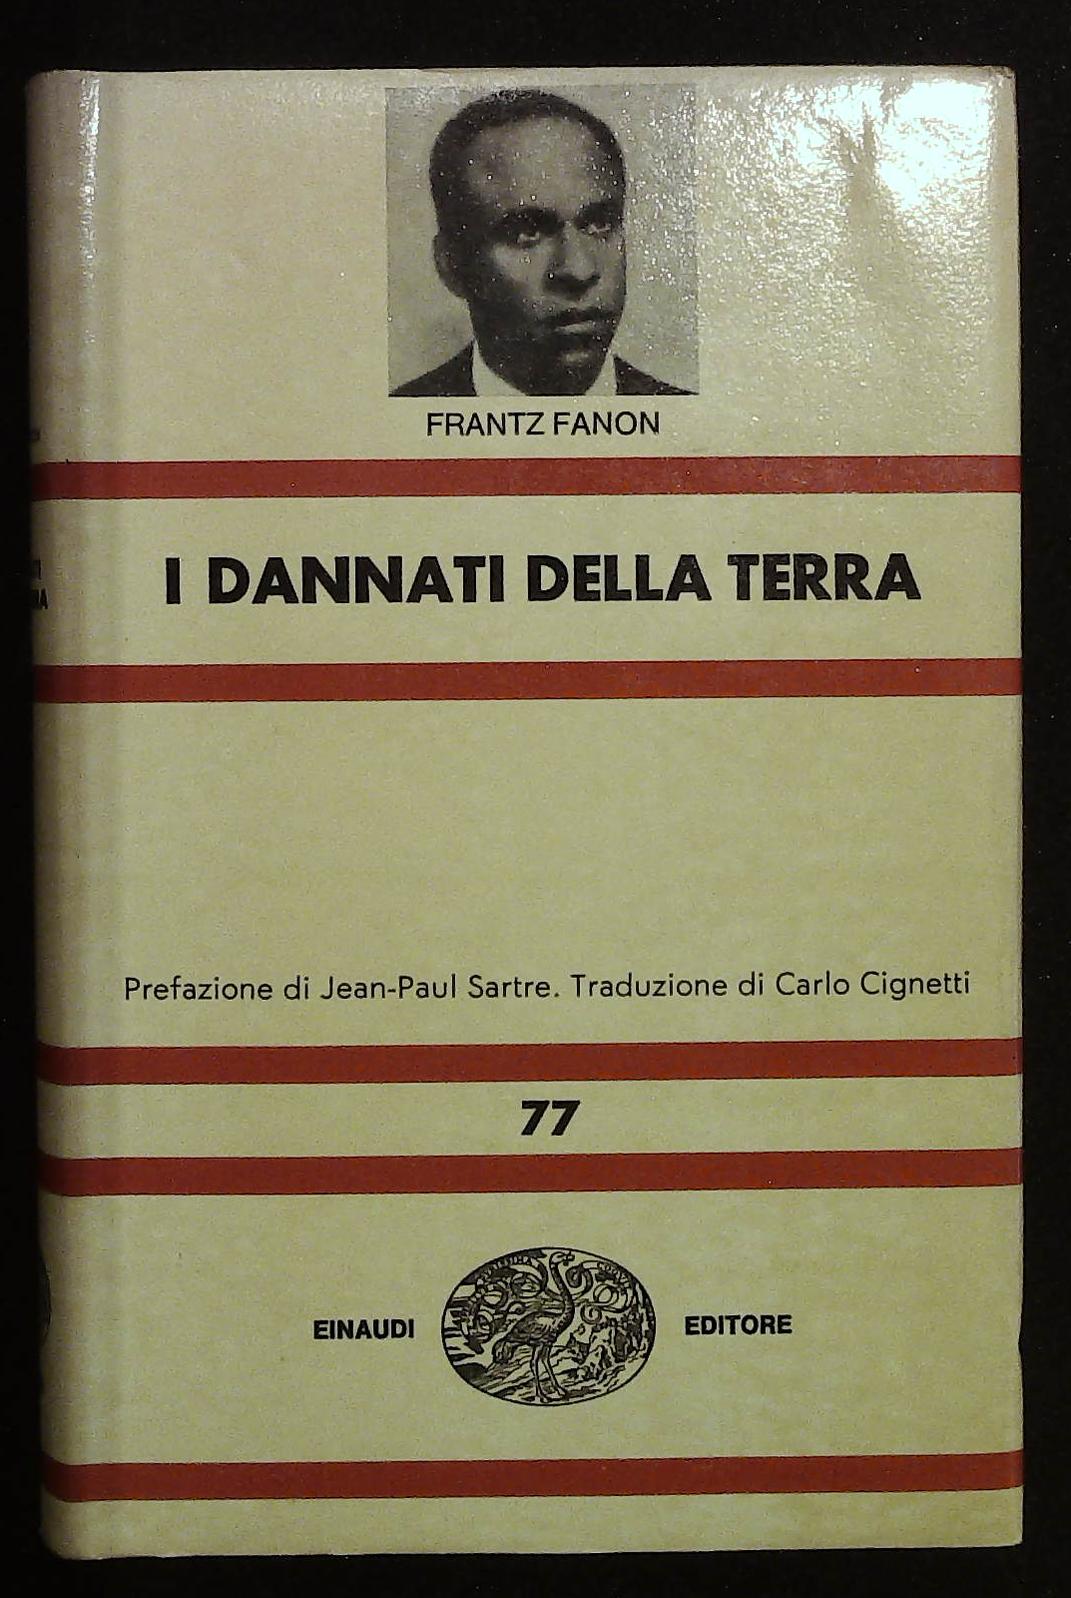 FRANTZ FANON
I DANNATI DELLA TERRA
Prefazione di Jean-Paul Sartre. Traduzione di Carlo Cignetti
77
EINAUDI EDITORE